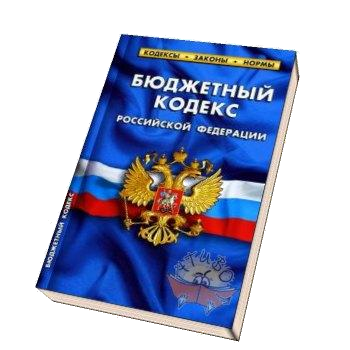 КОДЕКСЫ • ЗАКОНЫ • НОРМЫ
БЮДЖЕТНЫЙ
КОДЕКС
РОССИЙСКОЙ ФЕДЕРАЦИИ
БЮДЖЕТНЫЙ КОДЕКС